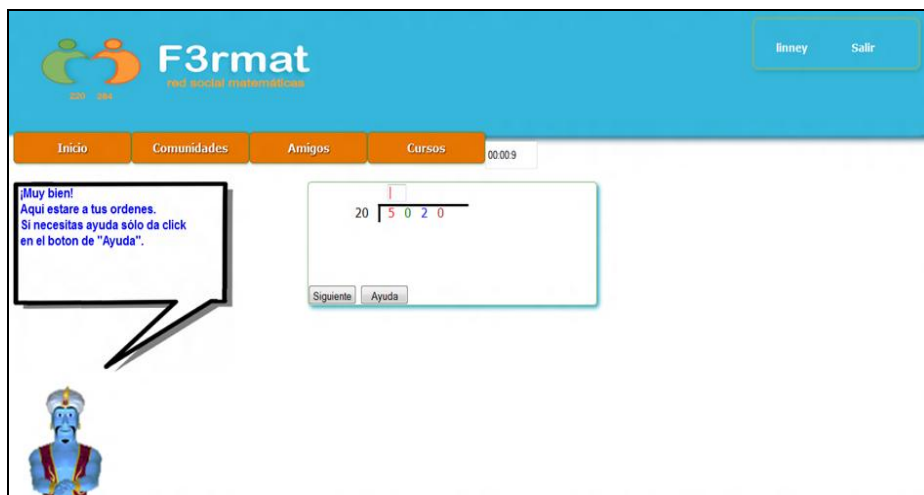 F3rmat
red social matemáticas
220 284
linney Salir
Inicio Comunidades Amigos Cursos 00:00:9
¡Muy bien!
Aqui estare a tus ordenes.
Si necesitas ayuda sólo da click
en el boton de "Ayuda".
20 5 0 2 0
Siguiente Ayuda